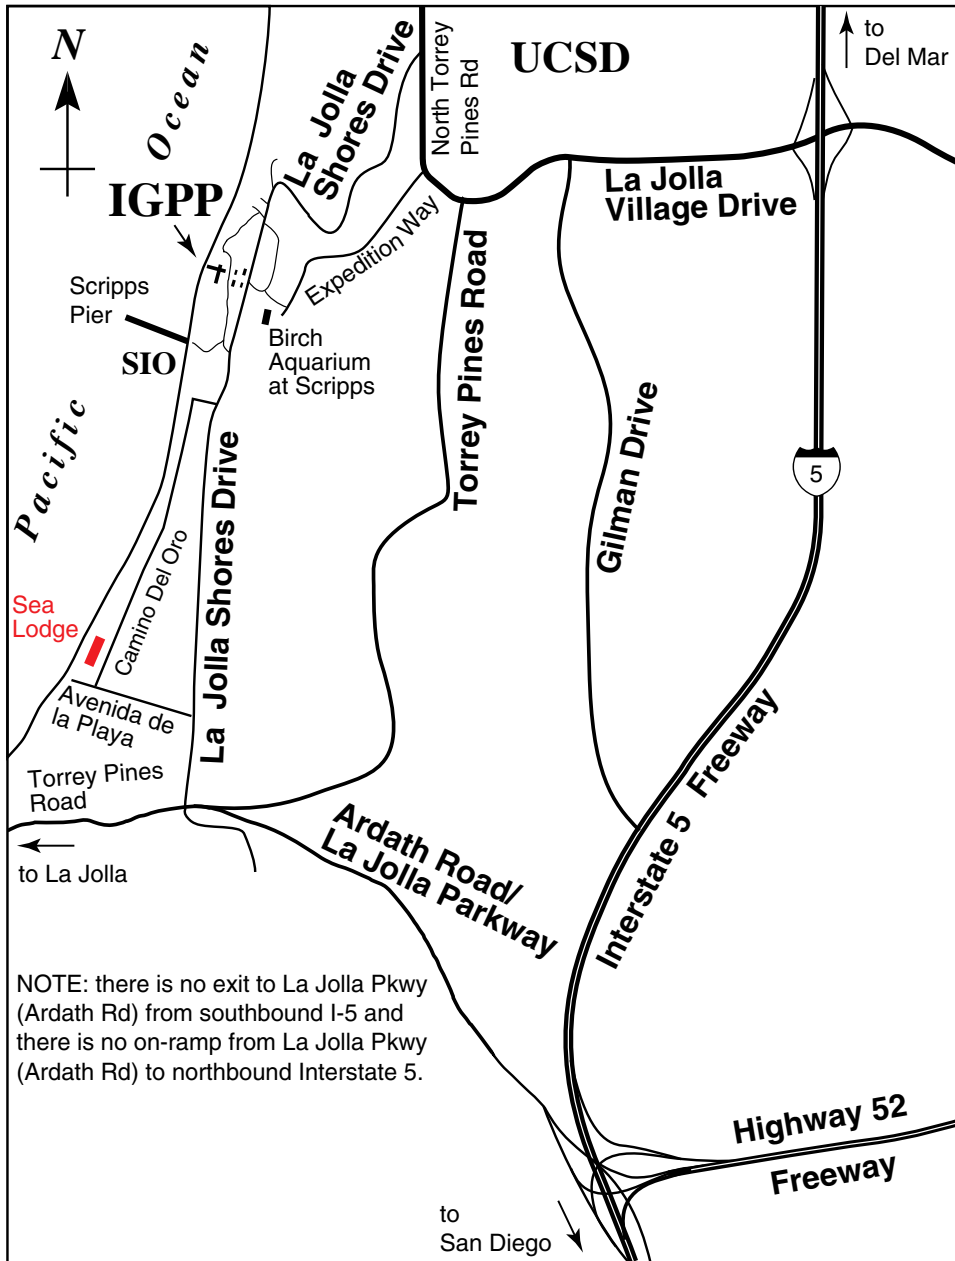 N
Ocean
La Jolla
Shores Drive
North Torrey
Pines Rd
UCSD
to
Del Mar
IGPP
La Jolla
Village Drive
Expedition Way
Scripps
Pier
SIO
Birch
Aquarium
at Scripps
Torrey Pines Road
Pacific
Gilman Drive
5
La Jolla Shores Drive
Camino Del Oro
Sea
Lodge
Avenida de
la Playa
Torrey Pines
Road
Interstate 5 Freeway
to La Jolla
Ardath Road/
La Jolla Parkway
NOTE: there is no exit to La Jolla Pkwy
(Ardath Rd) from southbound I-5 and
there is no on-ramp from La Jolla Pkwy
(Ardath Rd) to northbound Interstate 5.
Highway 52
Freeway
to
San Diego